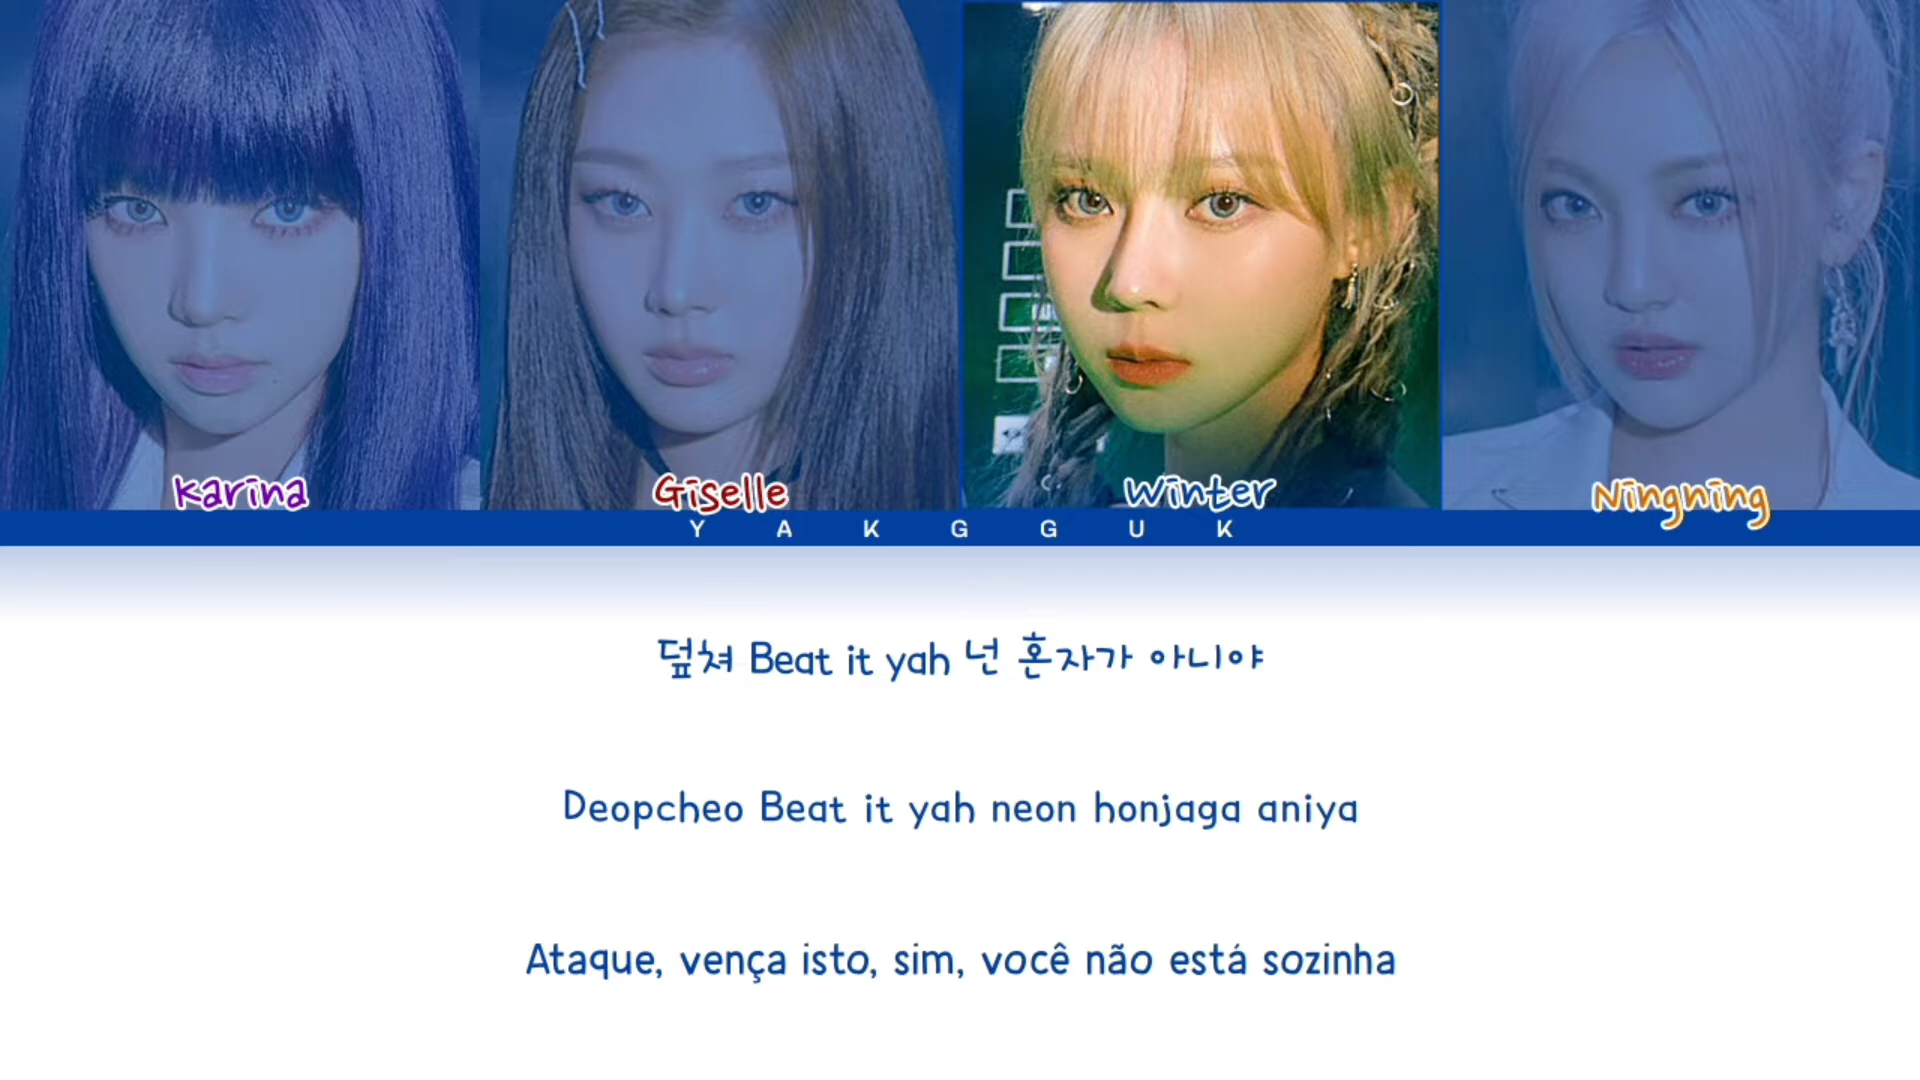 Karina
Giselle
Winter
Ningning
YAKGGUK
덮쳐 Beat it yah 넌 혼자가 아니야
Deopcheo Beat it yah neon honjaga aniya
Ataque, vença isto, sim, você não está sozinha